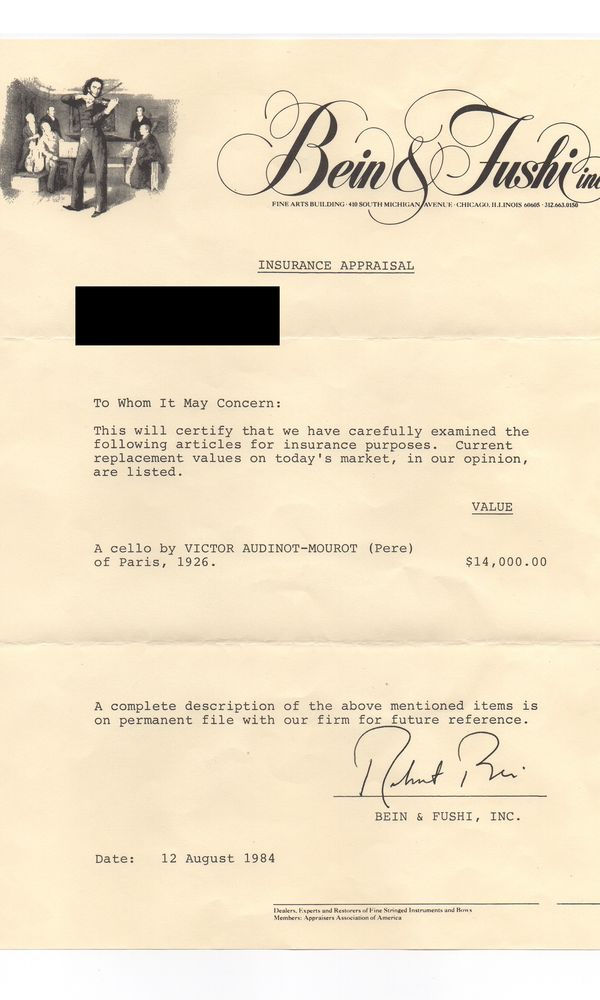 Bein & Fushi inc
FINE ARTS BUILDING · 410 SOUTH MICHIGAN AVENUE · CHICAGO, ILLINOIS 60605 · 312.663.0150
INSURANCE APPRAISAL
To Whom It May Concern:
This will certify that we have carefully examined the
following articles for insurance purposes.  Current
replacement values on today's market, in our opinion,
are listed.
VALUE
A cello by VICTOR AUDINOT-MOUROT (Pere)
of Paris, 1926.   $14,000.00
A complete description of the above mentioned items is
on permanent file with our firm for future reference.
Robert Bein
BEIN & FUSHI, INC.
Date:   12 August 1984
Dealers, Experts and Restorers of Fine Stringed Instruments and Bows
Members: Appraisers Association of America